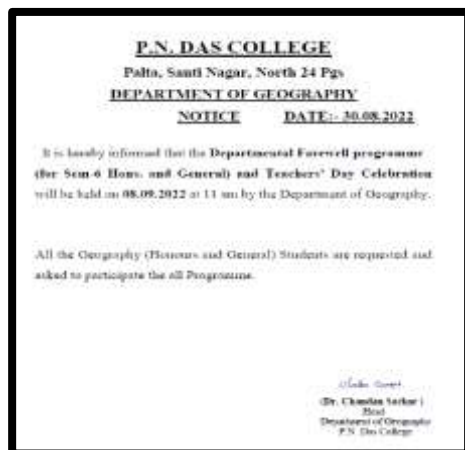 P.N. DAS COLLEGE
Palta, Santi Nagar, North 24 Pgs
DEPARTMENT OF GEOGRAPHY
NOTICE DATE:- 30.08.2022
It is hereby informed that the Departmental Farewell programme
(for Sem-6 Hons. and General) and Teachers' Day Celebration
will be held on 08.09.2022 at 11 am by the Department of Geography.
All the Geography (Honours and General) Students are requested and
asked to participate the all Programme.
(Dr. Chandan Sarkar)
Head
Department of Geography
P.N. Das College